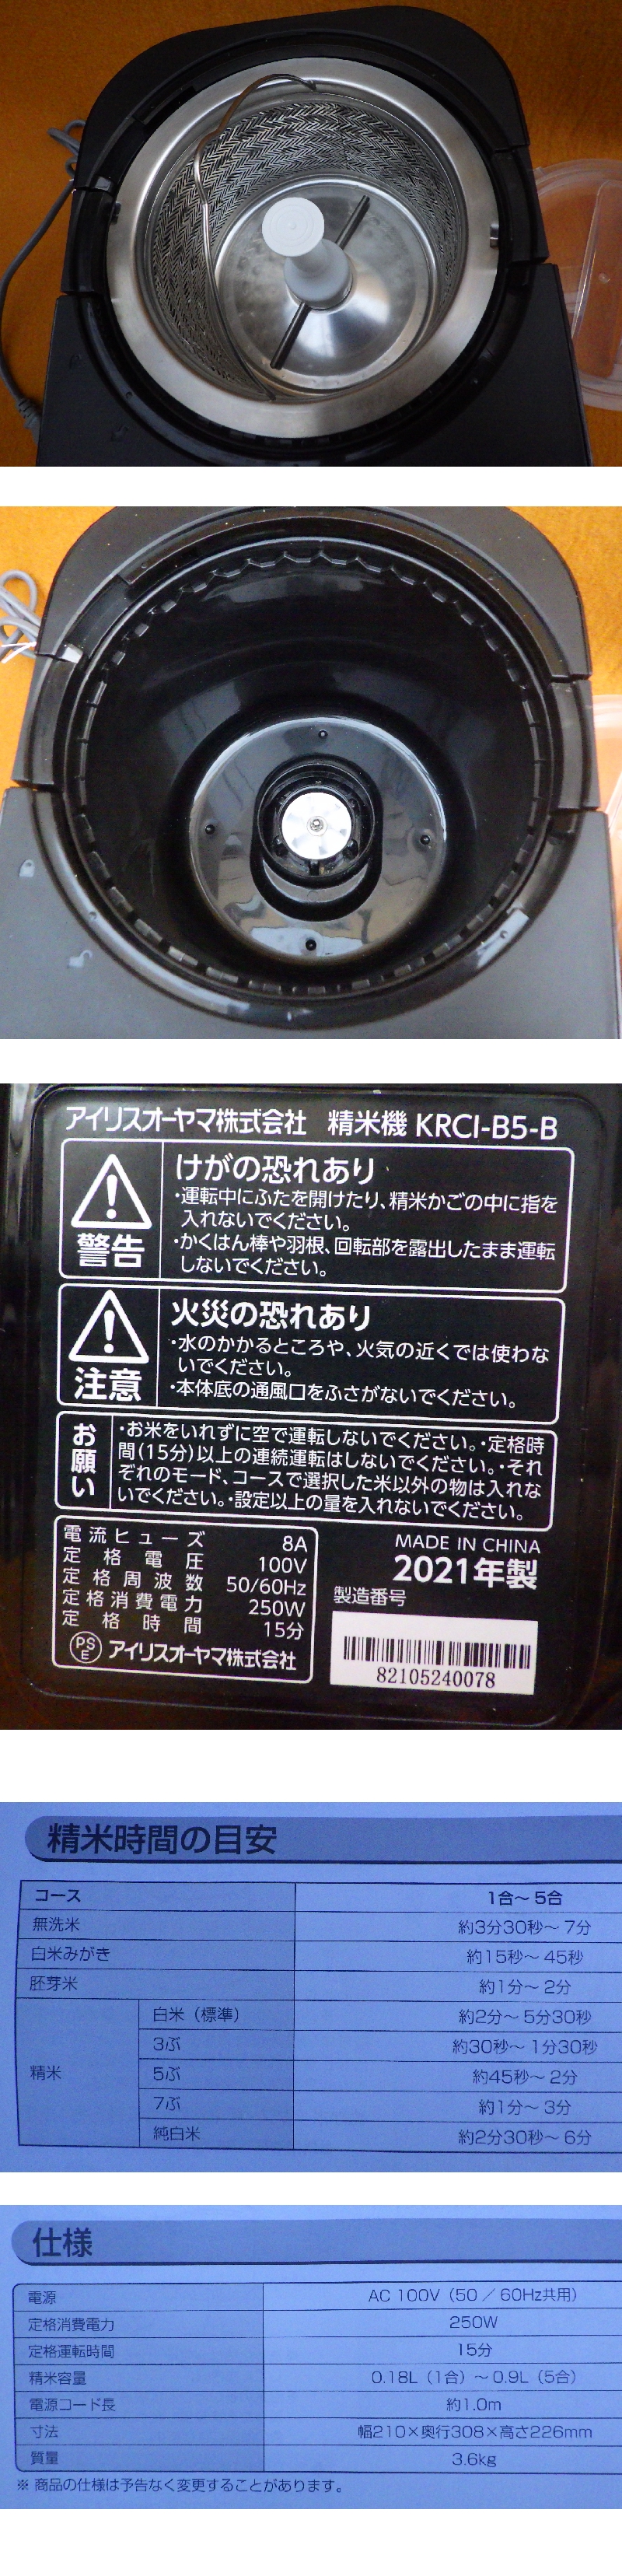 アイリスオーヤマ株式会社 精米機 KRCI-B5-B
警告
けがの恐れあり
・運転中にふたを開けたり、精米かごの中に指を
入れないでください。
・かくはん棒や羽根、回転部を露出したまま運転
しないでください。
注意
火災の恐れあり
・水のかかるところや、火気の近くでは使わな
いでください。
・本体底の通風口をふさがないでください。
お願い
・お米をいれずに空で運転しないでください。・定格時
間(15分)以上の連続運転はしないでください。・それ
ぞれのモード、コースで選択した米以外の物は入れな
いでください。・設定以上の量を入れないでください。
電流ヒューズ 8A
定格電圧 100V
定格周波数 50/60Hz
定格消費電力 250W
定格時間 15分
PSE アイリスオーヤマ株式会社
MADE IN CHINA
2021年製
製造番号
82105240078
精米時間の目安
コース 1合～5合
無洗米 約3分30秒～7分
白米みがき 約15秒～45秒
胚芽米 約1分～2分
精米
白米（標準） 約2分～5分30秒
3ぶ 約30秒～1分30秒
5ぶ 約45秒～2分
7ぶ 約1分～3分
純白米 約2分30秒～6分
仕様
電源 AC 100V（50 / 60Hz共用）
定格消費電力 250W
定格運転時間 15分
精米容量 0.18L（1合）～0.9L（5合）
電源コード長 約1.0m
寸法 幅210×奥行308×高さ226mm
質量 3.6kg
※ 商品の仕様は予告なく変更することがあります。